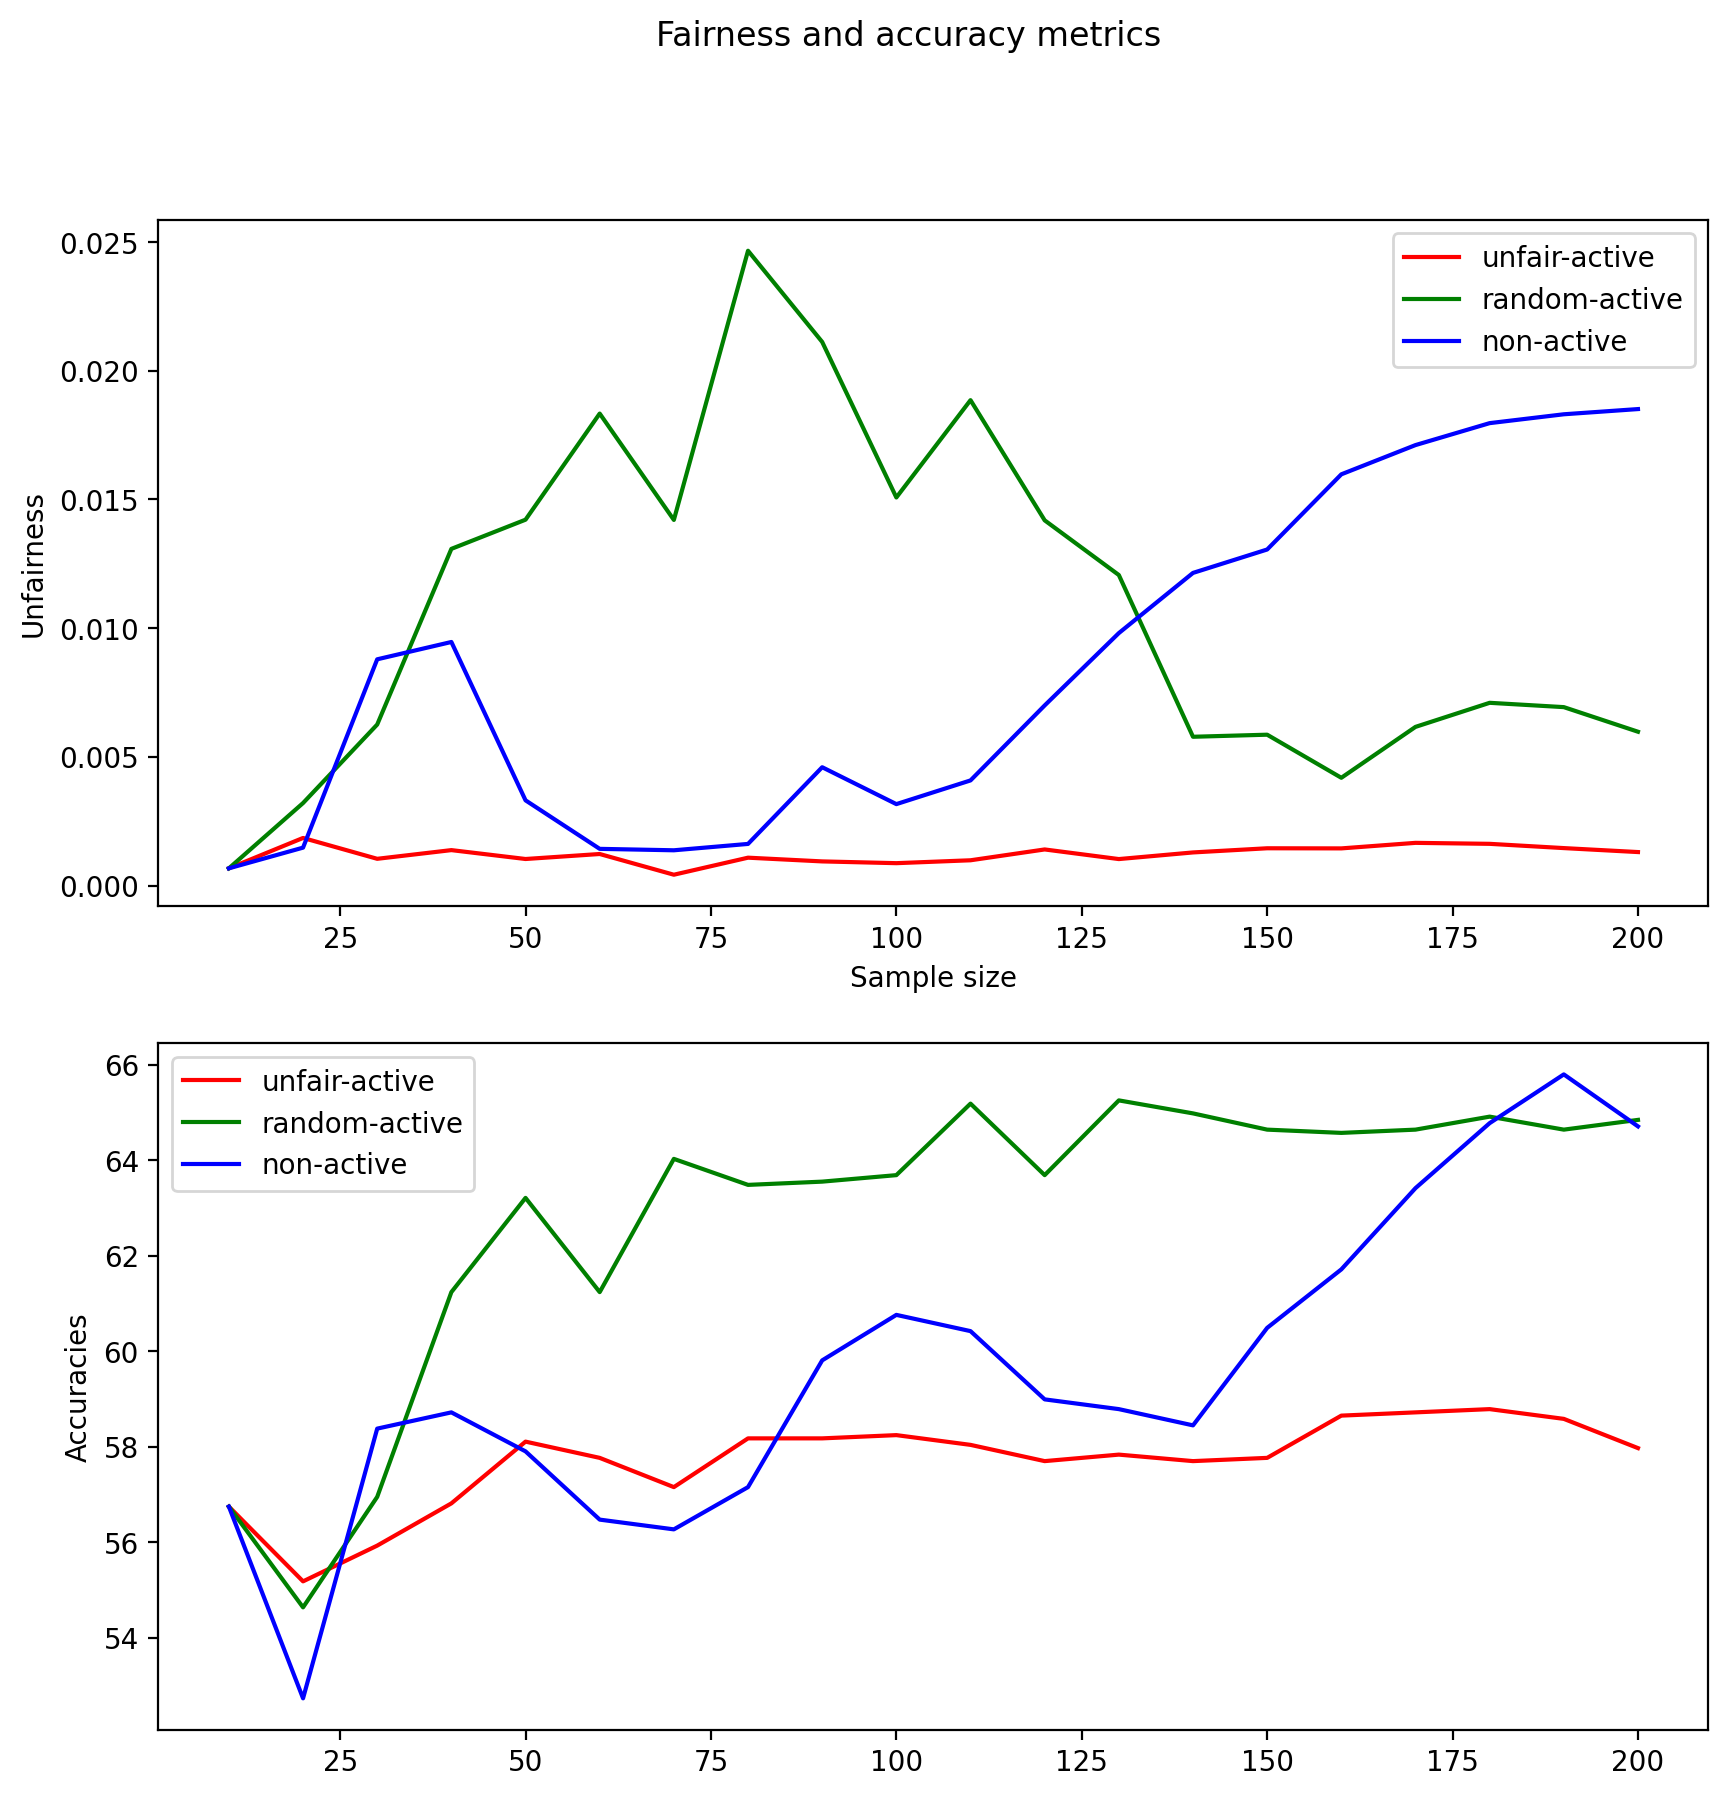 Fairness and accuracy metrics
0.025
0.020
0.015
0.010
0.005
0.000
Unfairness
unfair-active
random-active
non-active
25 50 75 100 125 150 175 200
Sample size
66
64
62
60
58
56
54
Accuracies
unfair-active
random-active
non-active
25 50 75 100 125 150 175 200